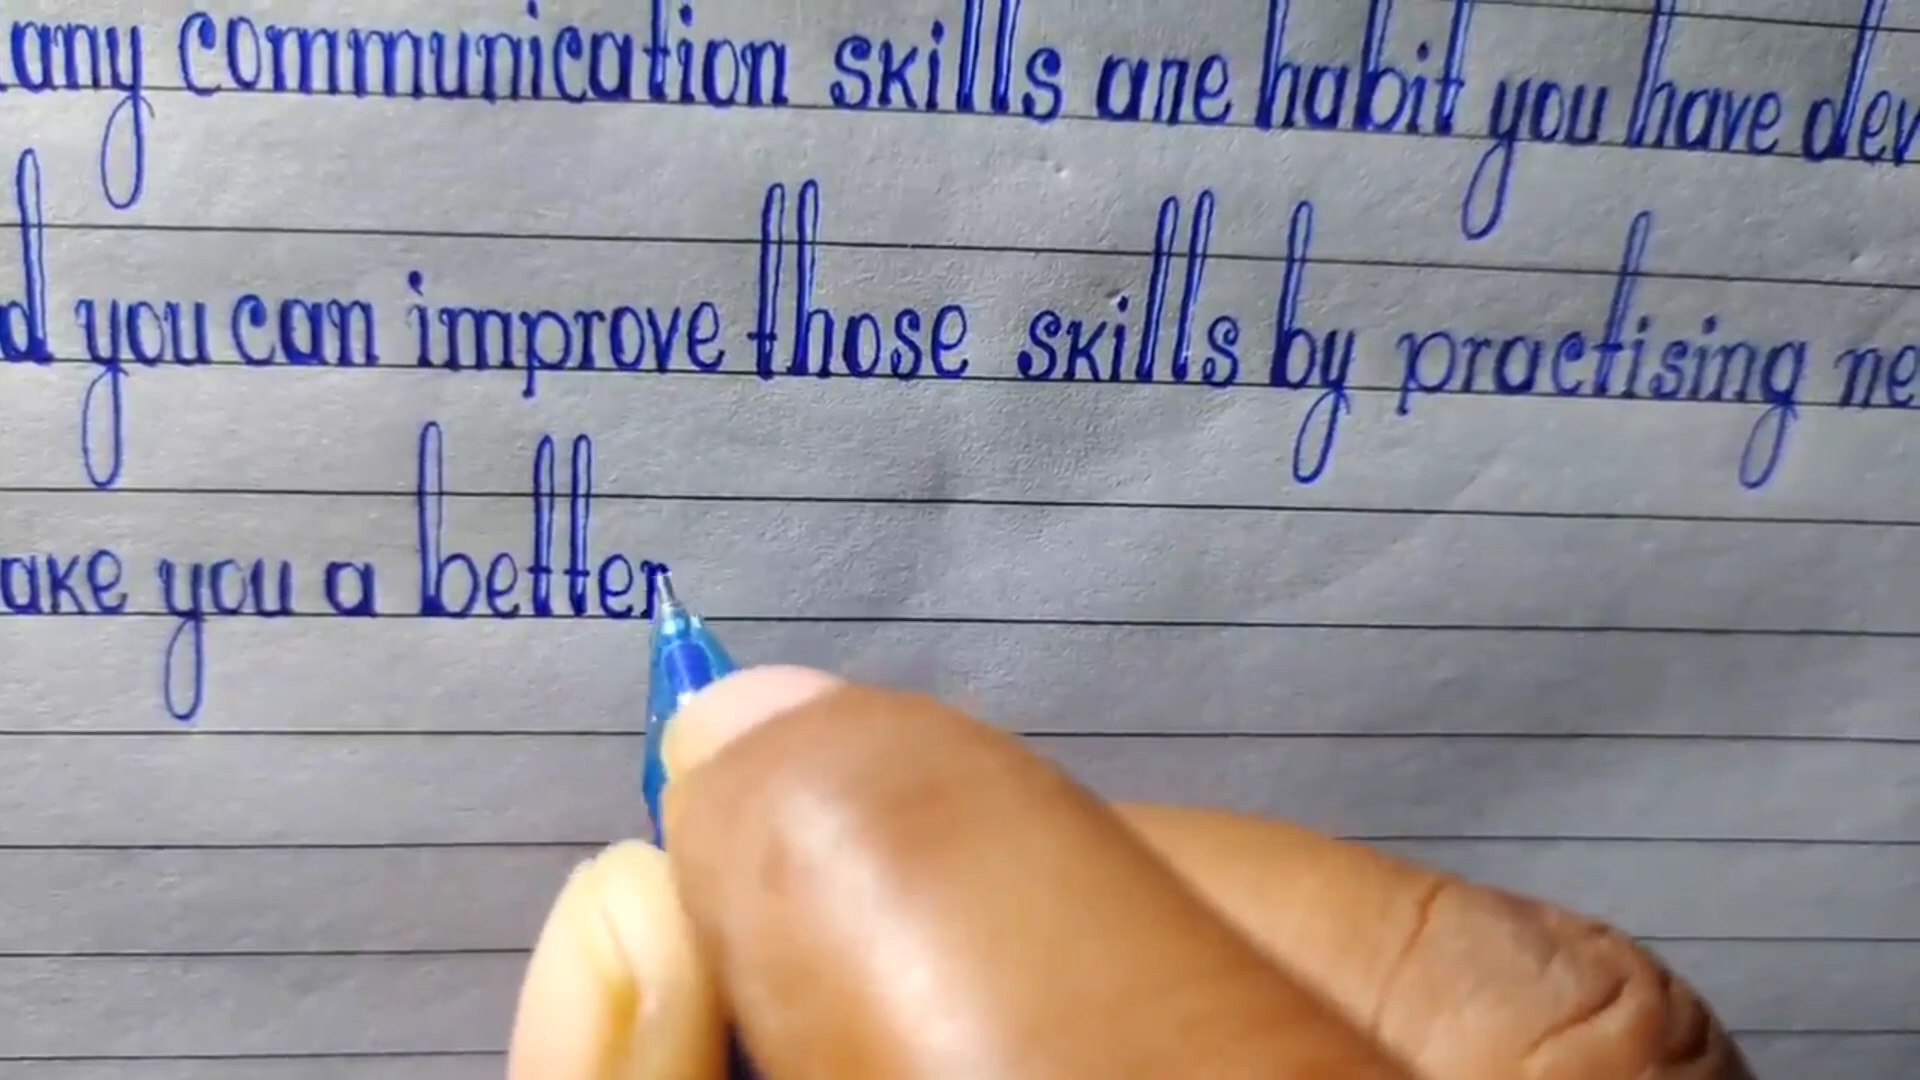 any communication skills are habit you have dev
d you can improve those skills by practising ne
ake you a better